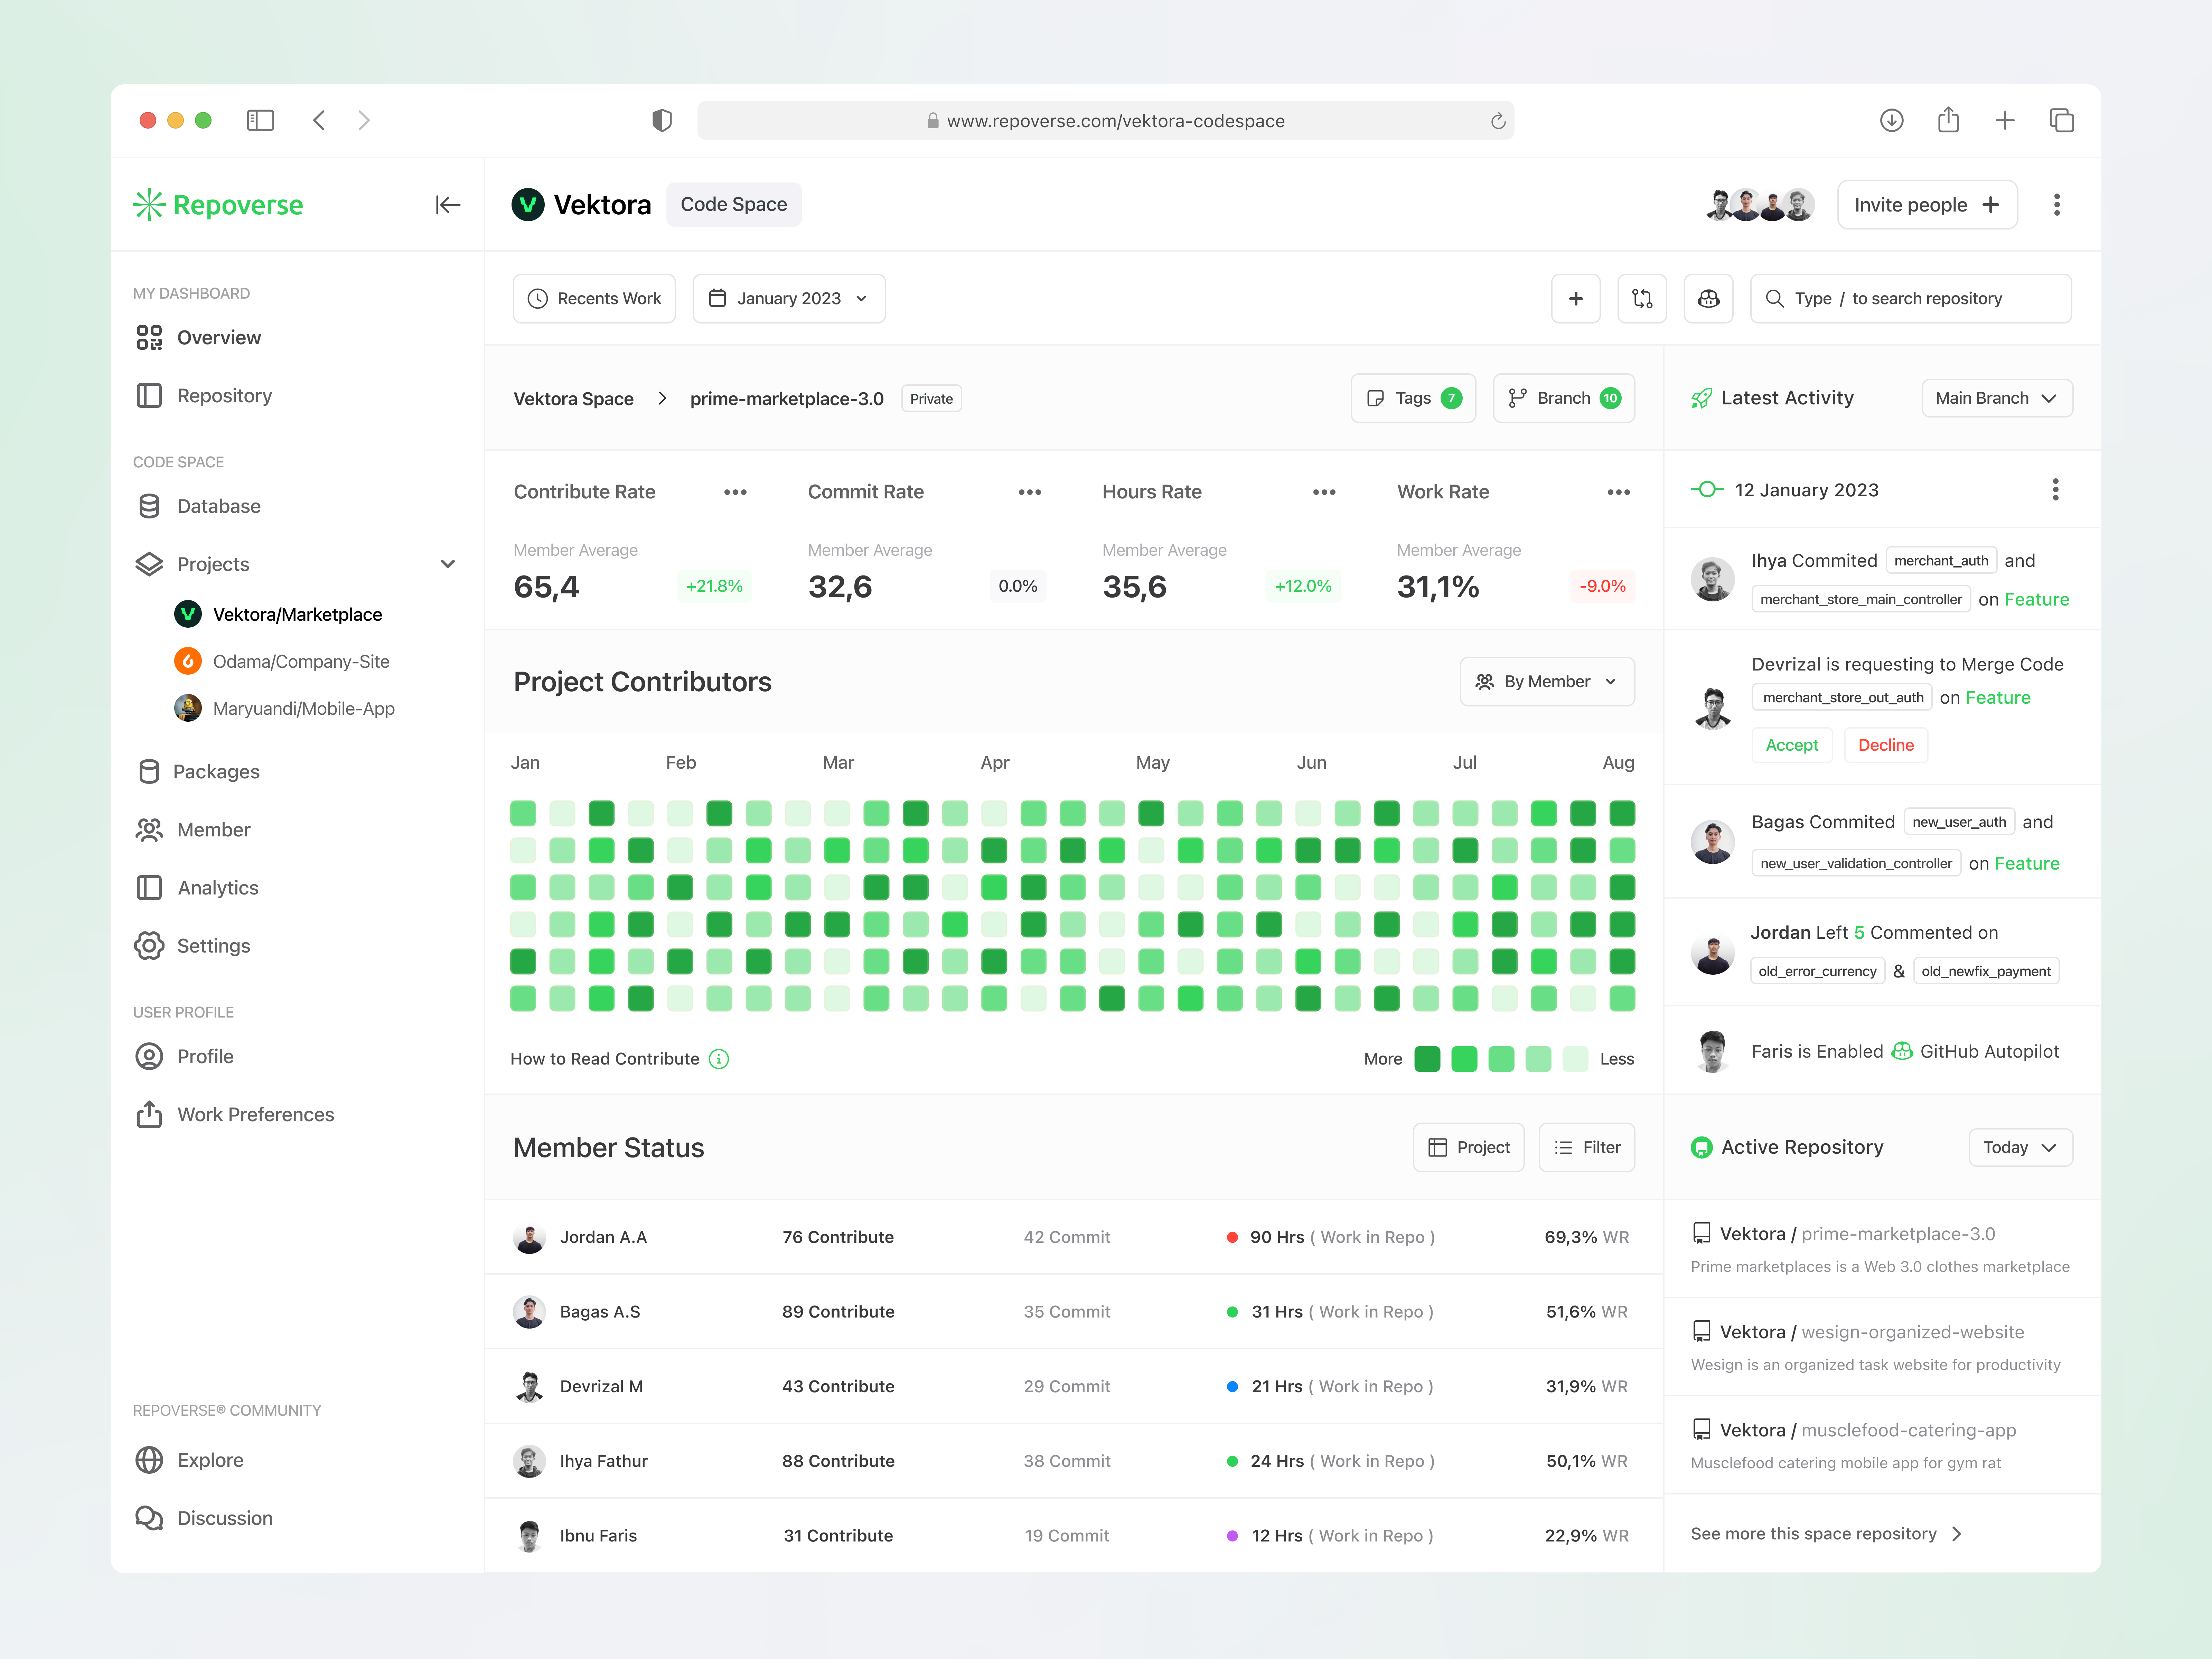 www.repoverse.com/vektora-codespace
Repoverse
Vektora Code Space
Invite people
MY DASHBOARD
Overview
Repository
CODE SPACE
Database
Projects
Vektora/Marketplace
Odama/Company-Site
Maryuandi/Mobile-App
Packages
Member
Analytics
Settings
USER PROFILE
Profile
Work Preferences
REPOVERSE® COMMUNITY
Explore
Discussion
Recents Work January 2023
Type / to search repository
Vektora Space > prime-marketplace-3.0 Private
Tags 7 Branch 10
Contribute Rate
Member Average
65,4 +21.8%
Commit Rate
Member Average
32,6 0.0%
Hours Rate
Member Average
35,6 +12.0%
Work Rate
Member Average
31,1% -9.0%
Project Contributors By Member
Jan Feb Mar Apr May Jun Jul Aug
How to Read Contribute More Less
Member Status Project Filter
Jordan A.A 76 Contribute 42 Commit 90 Hrs ( Work in Repo ) 69,3% WR
Bagas A.S 89 Contribute 35 Commit 31 Hrs ( Work in Repo ) 51,6% WR
Devrizal M 43 Contribute 29 Commit 21 Hrs ( Work in Repo ) 31,9% WR
Ihya Fathur 88 Contribute 38 Commit 24 Hrs ( Work in Repo ) 50,1% WR
Ibnu Faris 31 Contribute 19 Commit 12 Hrs ( Work in Repo ) 22,9% WR
Latest Activity Main Branch
12 January 2023
Ihya Commited merchant_auth and
merchant_store_main_controller on Feature
Devrizal is requesting to Merge Code
merchant_store_out_auth on Feature
Accept Decline
Bagas Commited new_user_auth and
new_user_validation_controller on Feature
Jordan Left 5 Commented on
old_error_currency & old_newfix_payment
Faris is Enabled GitHub Autopilot
Active Repository Today
Vektora / prime-marketplace-3.0
Prime marketplaces is a Web 3.0 clothes marketplace
Vektora / wesign-organized-website
Wesign is an organized task website for productivity
Vektora / musclefood-catering-app
Musclefood catering mobile app for gym rat
See more this space repository